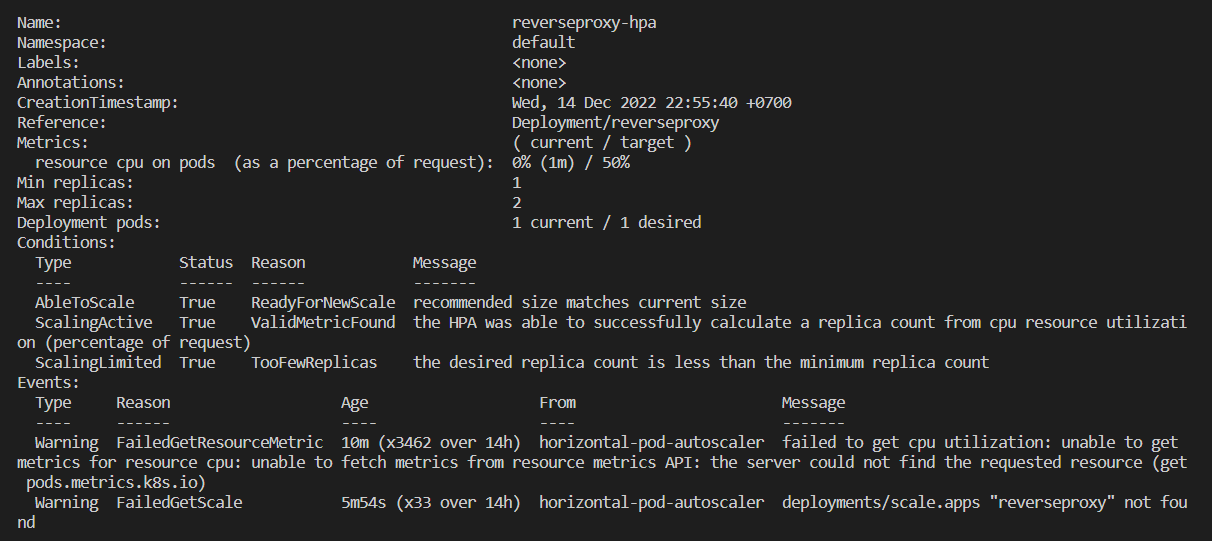 Name: reverseproxy-hpa
Namespace: default
Labels: <none>
Annotations: <none>
CreationTimestamp: Wed, 14 Dec 2022 22:55:40 +0700
Reference: Deployment/reverseproxy
Metrics: ( current / target )
resource cpu on pods (as a percentage of request): 0% (1m) / 50%
Min replicas: 1
Max replicas: 2
Deployment pods: 1 current / 1 desired
Conditions:
Type Status Reason Message
---- ------ ------ -------
AbleToScale True ReadyForNewScale recommended size matches current size
ScalingActive True ValidMetricFound the HPA was able to successfully calculate a replica count from cpu resource utilizati
on (percentage of request)
ScalingLimited True TooFewReplicas the desired replica count is less than the minimum replica count
Events:
Type Reason Age From Message
---- ------ ---- ---- -------
Warning FailedGetResourceMetric 10m (x3462 over 14h) horizontal-pod-autoscaler failed to get cpu utilization: unable to get
metrics for resource cpu: unable to fetch metrics from resource metrics API: the server could not find the requested resource (get
pods.metrics.k8s.io)
Warning FailedGetScale 5m54s (x33 over 14h) horizontal-pod-autoscaler deployments/scale.apps "reverseproxy" not fou
nd